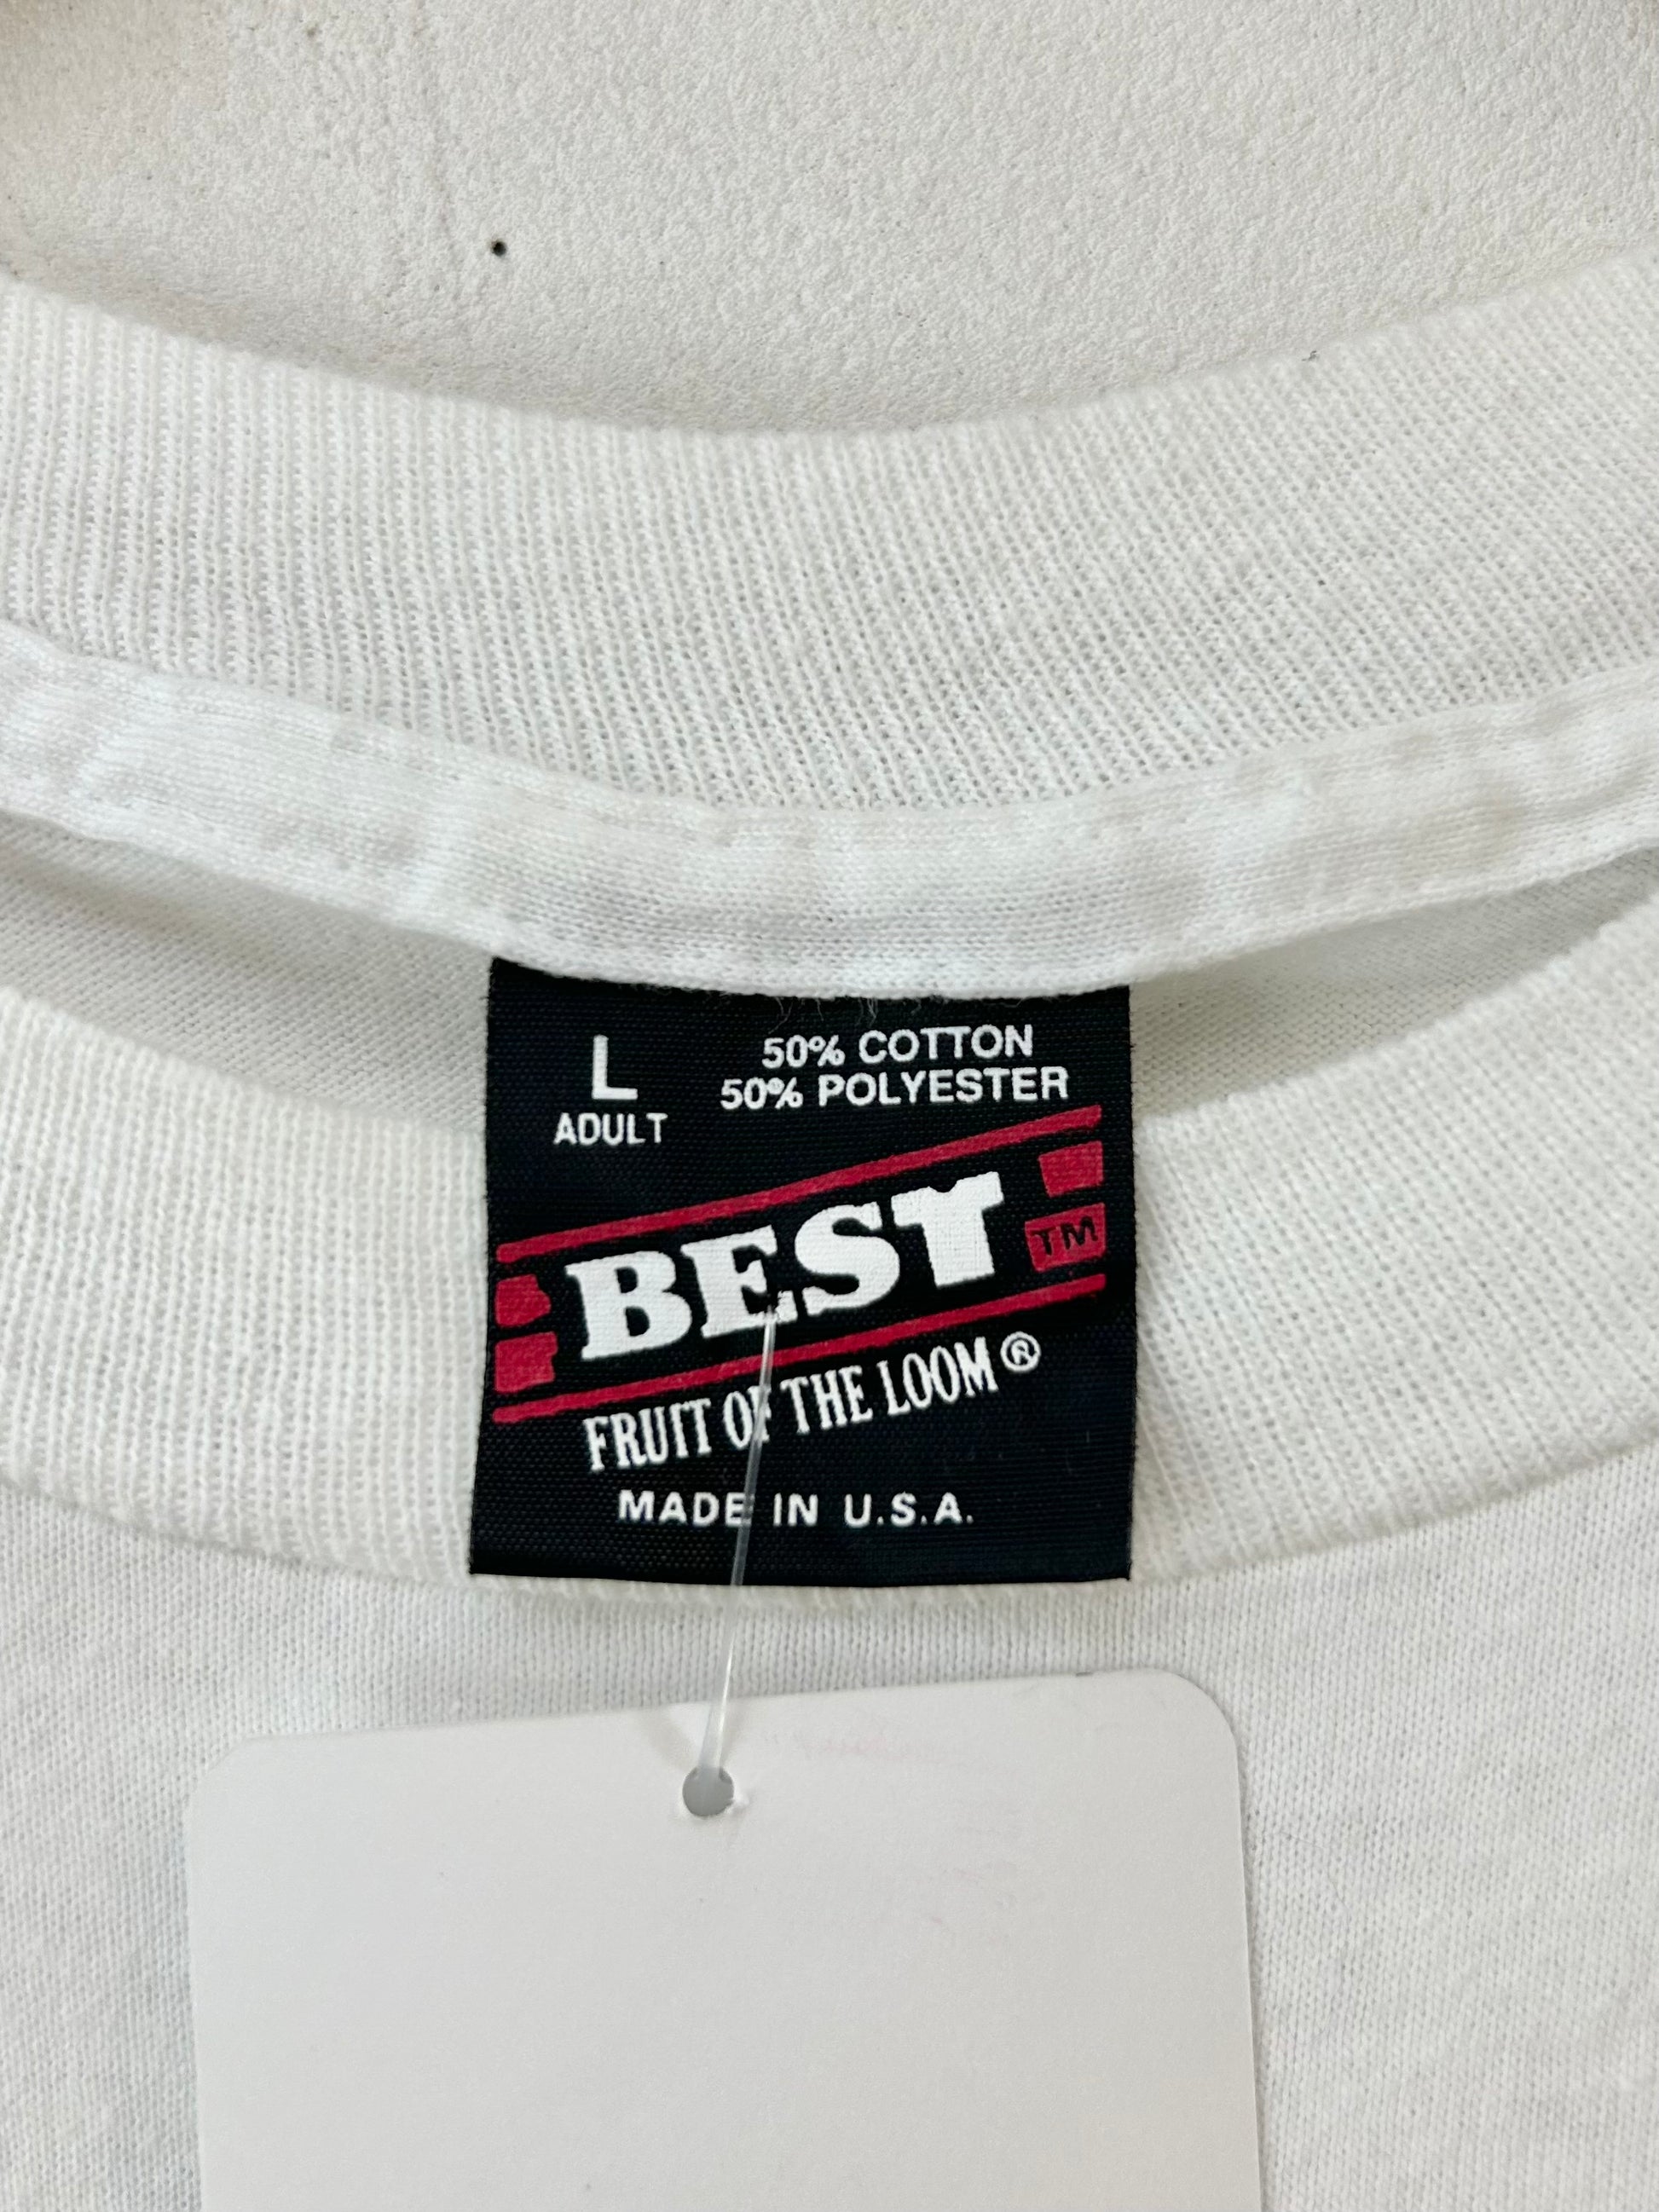 L
ADULT
50% COTTON
50% POLYESTER
BEST
TM
FRUIT OF THE LOOM ®
MADE IN U.S.A.